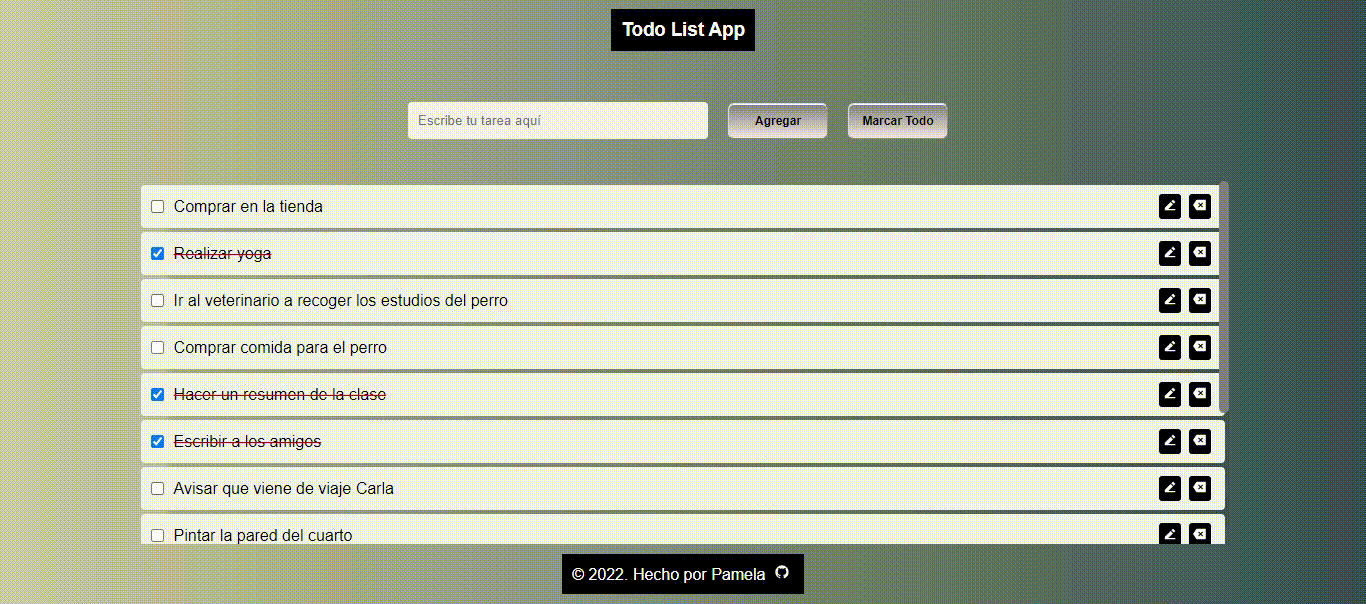 Todo List App
Escribe tu tarea aquí
Agregar
Marcar Todo
Comprar en la tienda
Realizar yoga
Ir al veterinario a recoger los estudios del perro
Comprar comida para el perro
Hacer un resumen de la clase
Escribir a los amigos
Avisar que viene de viaje Carla
Pintar la pared del cuarto
© 2022. Hecho por Pamela